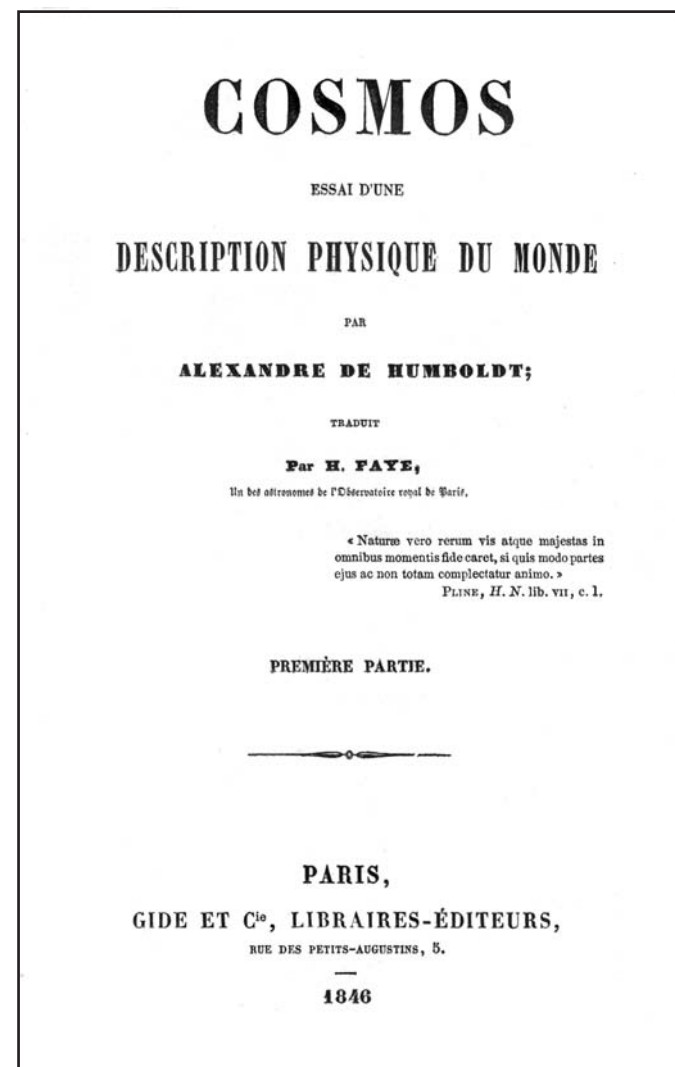 COSMOS
ESSAI D'UNE
DESCRIPTION PHYSIQUE DU MONDE
PAR
ALEXANDRE DE HUMBOLDT;
TRADUIT
Par H. FAYE,
Un des astronomes de l'Observatoire royal de Paris,
« Naturæ vero rerum vis atque majestas in
omnibus momentis fide caret, si quis modo partes
ejus ac non totam complectatur animo. »
PLINE, H. N. lib. VII, c. 1.
PREMIÈRE PARTIE.
PARIS,
GIDE ET Cie, LIBRAIRES-ÉDITEURS,
RUE DES PETITS-AUGUSTINS, 5.
1846